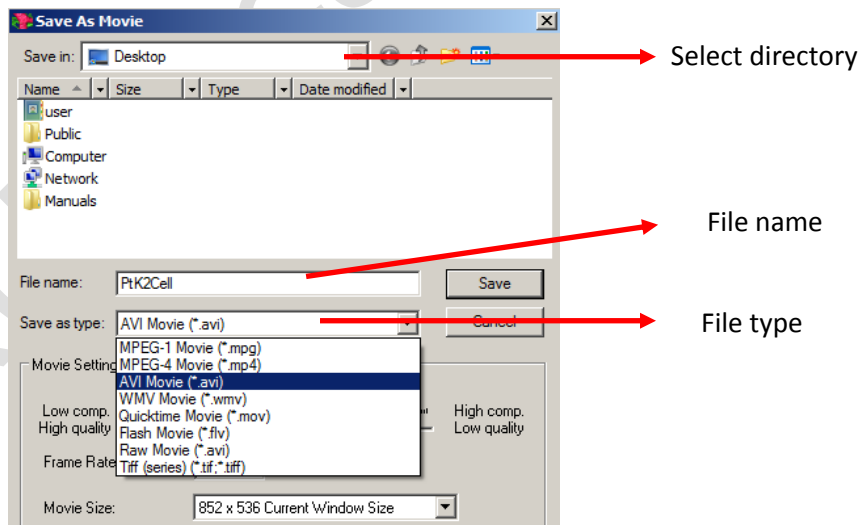 Save As Movie
Save in: Desktop
Select directory
Name Size Type Date modified
user
Public
Computer
Network
Manuals
File name
File name: PtK2Cell Save
Save as type: AVI Movie (*.avi) Cancel
File type
MPEG-1 Movie (*.mpg)
Movie Setting MPEG-4 Movie (*.mp4)
AVI Movie (*.avi)
WMV Movie (*.wmv)
Low comp. Quicktime Movie (*.mov) High comp.
High quality Flash Movie (*.flv) Low quality
Raw Movie (*.avi)
Frame Rate Tiff (series) (*.tif;*.tiff)
Movie Size: 852 x 536 Current Window Size